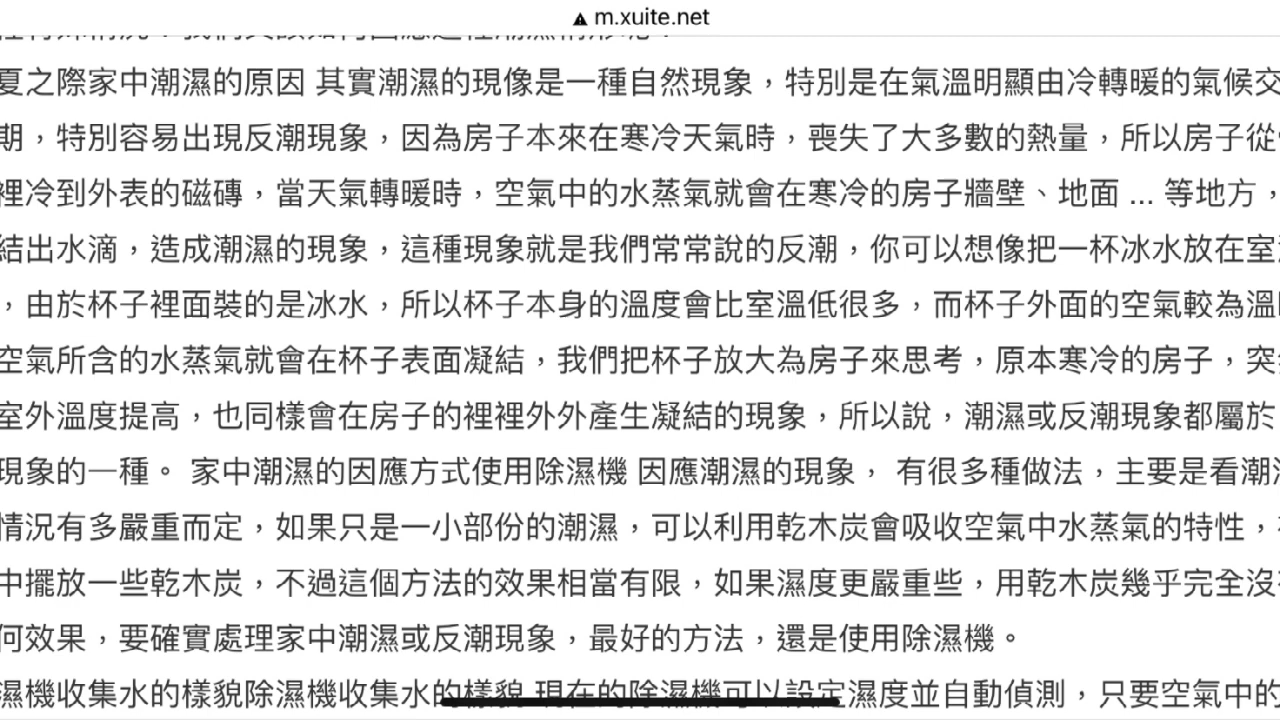 m.xuite.net
夏之際家中潮濕的原因 其實潮濕的現像是一種自然現象，特別是在氣溫明顯由冷轉暖的氣候交
期，特別容易出現反潮現象，因為房子本來在寒冷天氣時，喪失了大多數的熱量，所以房子從
裡冷到外表的磁磚，當天氣轉暖時，空氣中的水蒸氣就會在寒冷的房子牆壁、地面 ... 等地方，
結出水滴，造成潮濕的現象，這種現象就是我們常常說的反潮，你可以想像把一杯冰水放在室
，由於杯子裡面裝的是冰水，所以杯子本身的溫度會比室溫低很多，而杯子外面的空氣較為溫
空氣所含的水蒸氣就會在杯子表面凝結，我們把杯子放大為房子來思考，原本寒冷的房子，突
室外溫度提高，也同樣會在房子的裡裡外外產生凝結的現象，所以說，潮濕或反潮現象都屬於
現象的一種。 家中潮濕的因應方式使用除濕機 因應潮濕的現象， 有很多種做法，主要是看潮
情況有多嚴重而定，如果只是一小部份的潮濕，可以利用乾木炭會吸收空氣中水蒸氣的特性，
中擺放一些乾木炭，不過這個方法的效果相當有限，如果濕度更嚴重些，用乾木炭幾乎完全沒
何效果，要確實處理家中潮濕或反潮現象，最好的方法，還是使用除濕機。
濕機收集水的樣貌除濕機收集水的樣貌 現在的除濕機可以設定濕度並自動偵測，只要空氣中的